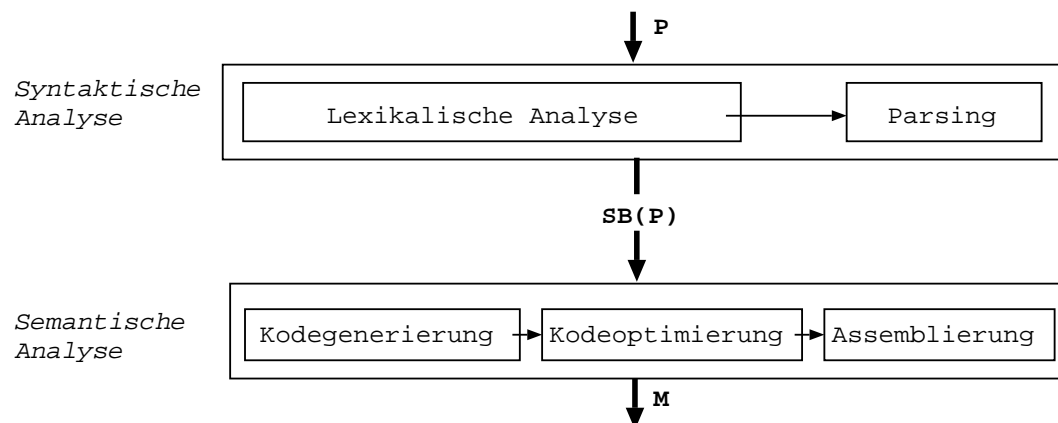 P
Syntaktische
Analyse
Lexikalische Analyse
Parsing
SB(P)
Semantische
Analyse
Kodegenerierung
Kodeoptimierung
Assemblierung
M